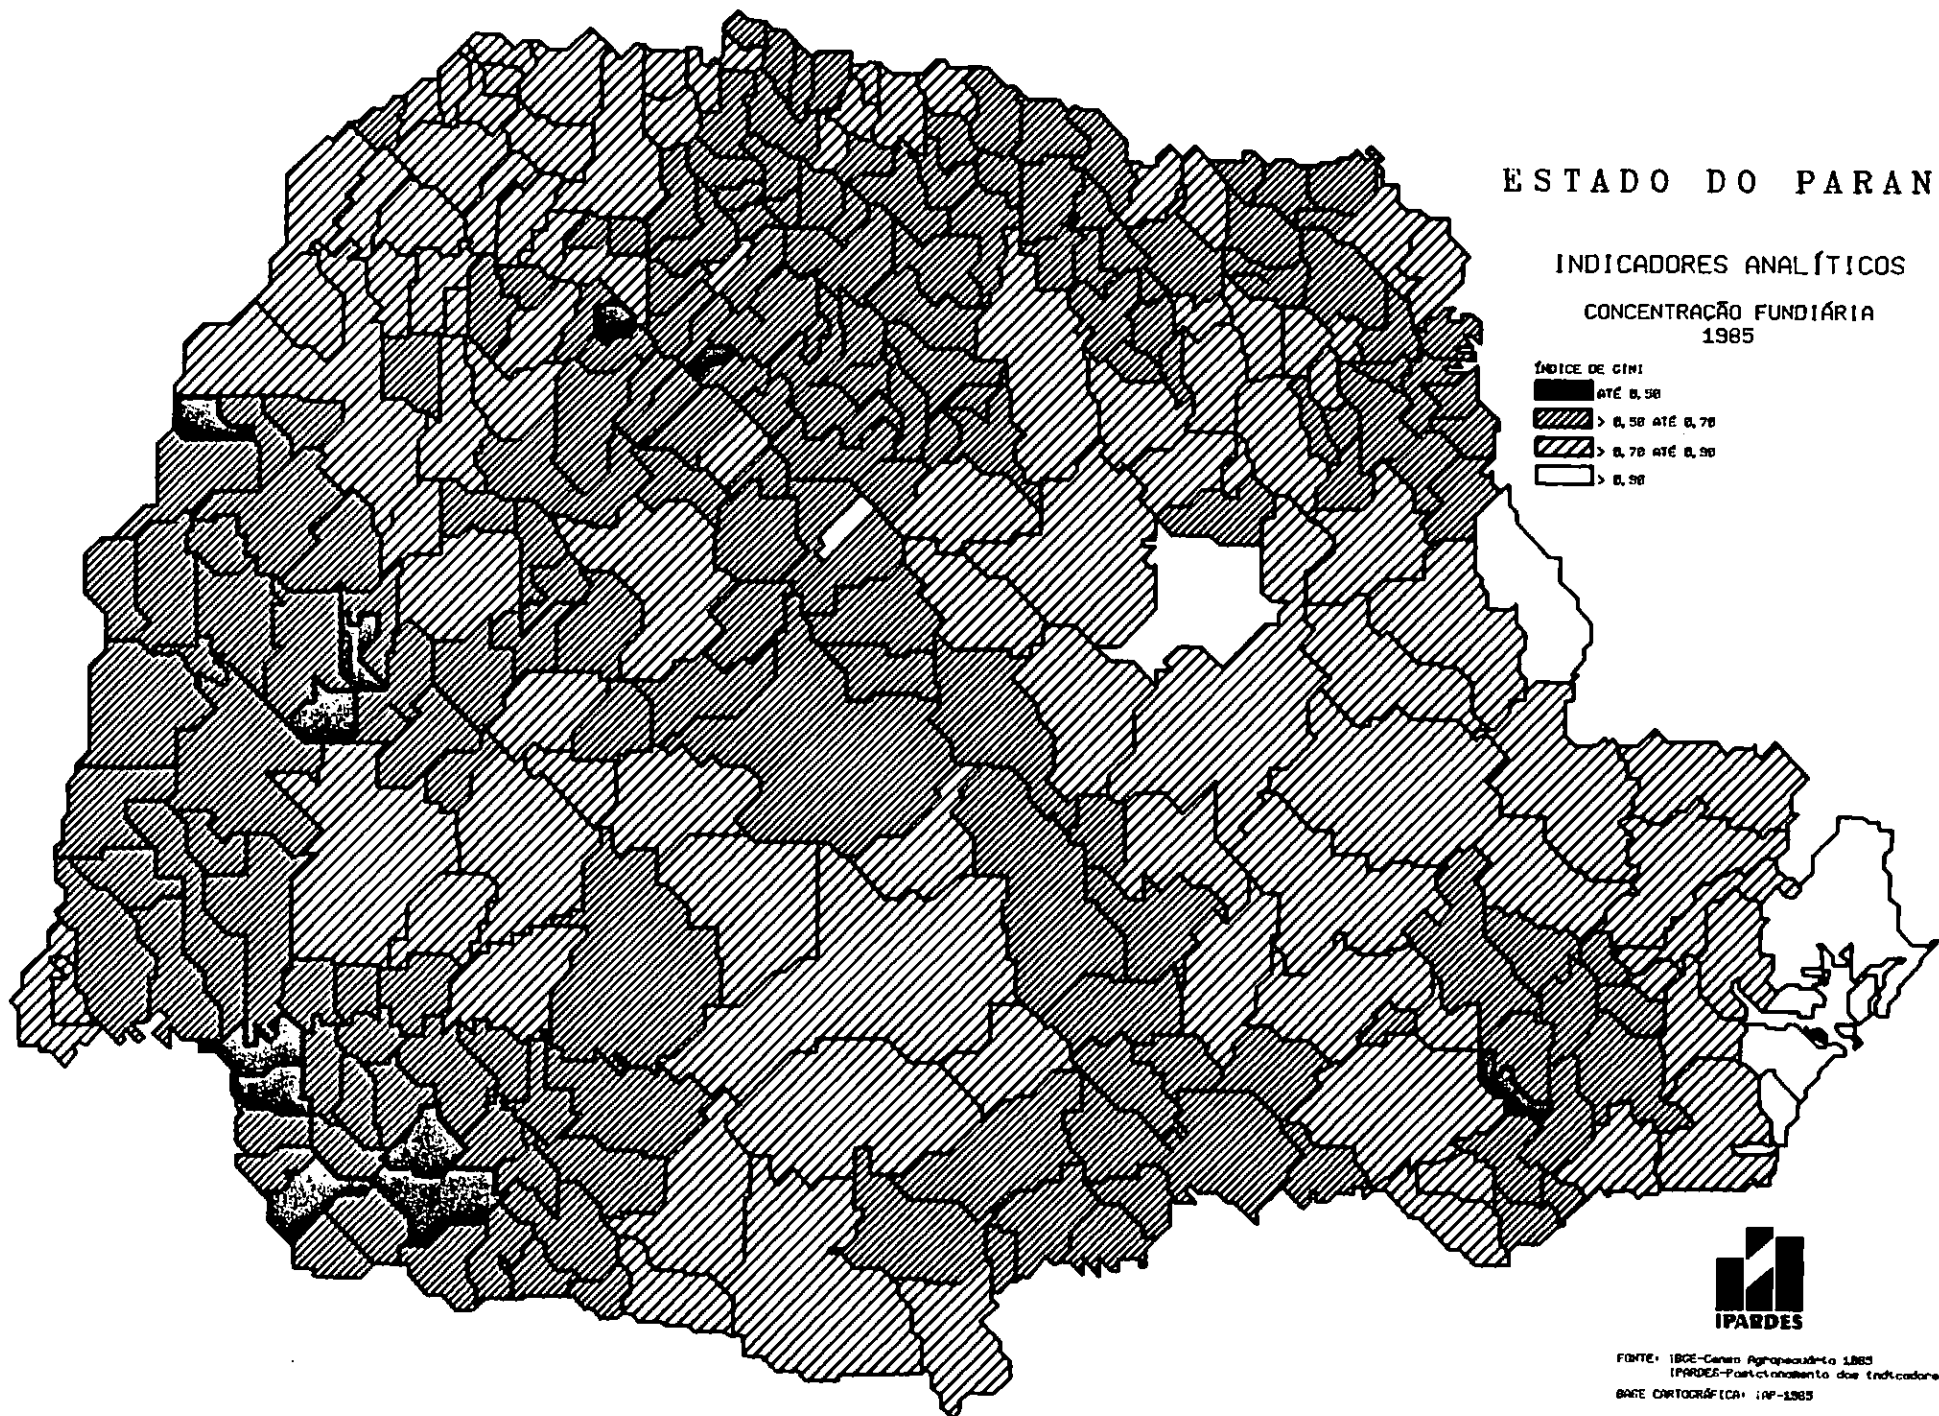 ESTADO DO PARAN
INDICADORES ANALÍTICOS
CONCENTRAÇÃO FUNDIÁRIA
1985
ÍNDICE DE GINI
ATÉ 0,50
> 0,50 ATÉ 0,70
> 0,70 ATÉ 0,90
> 0,90
IPARDES
FONTE: IBGE-Censo Agropecuário 1985
IPARDES-Posicionamento dos indicadore
BASE CARTOGRÁFICA: IAP-1985